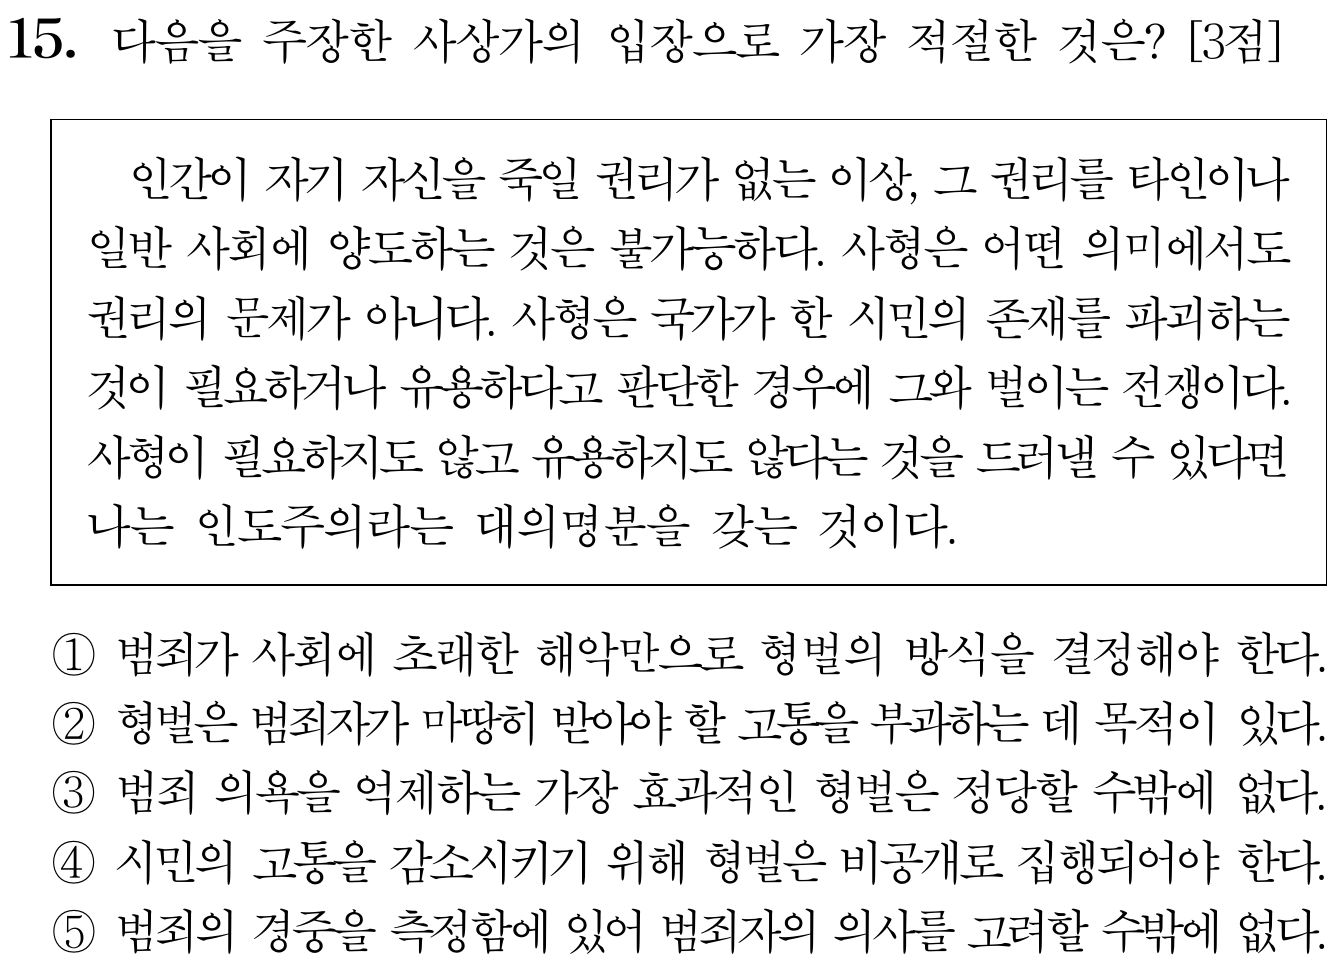 15. 다음을 주장한 사상가의 입장으로 가장 적절한 것은? [3점]
인간이 자기 자신을 죽일 권리가 없는 이상, 그 권리를 타인이나
일반 사회에 양도하는 것은 불가능하다. 사형은 어떤 의미에서도
권리의 문제가 아니다. 사형은 국가가 한 시민의 존재를 파괴하는
것이 필요하거나 유용하다고 판단한 경우에 그와 벌이는 전쟁이다.
사형이 필요하지도 않고 유용하지도 않다는 것을 드러낼 수 있다면
나는 인도주의라는 대의명분을 갖는 것이다.
① 범죄가 사회에 초래한 해악만으로 형벌의 방식을 결정해야 한다.
② 형벌은 범죄자가 마땅히 받아야 할 고통을 부과하는 데 목적이 있다.
③ 범죄 의욕을 억제하는 가장 효과적인 형벌은 정당할 수밖에 없다.
④ 시민의 고통을 감소시키기 위해 형벌은 비공개로 집행되어야 한다.
⑤ 범죄의 경중을 측정함에 있어 범죄자의 의사를 고려할 수밖에 없다.